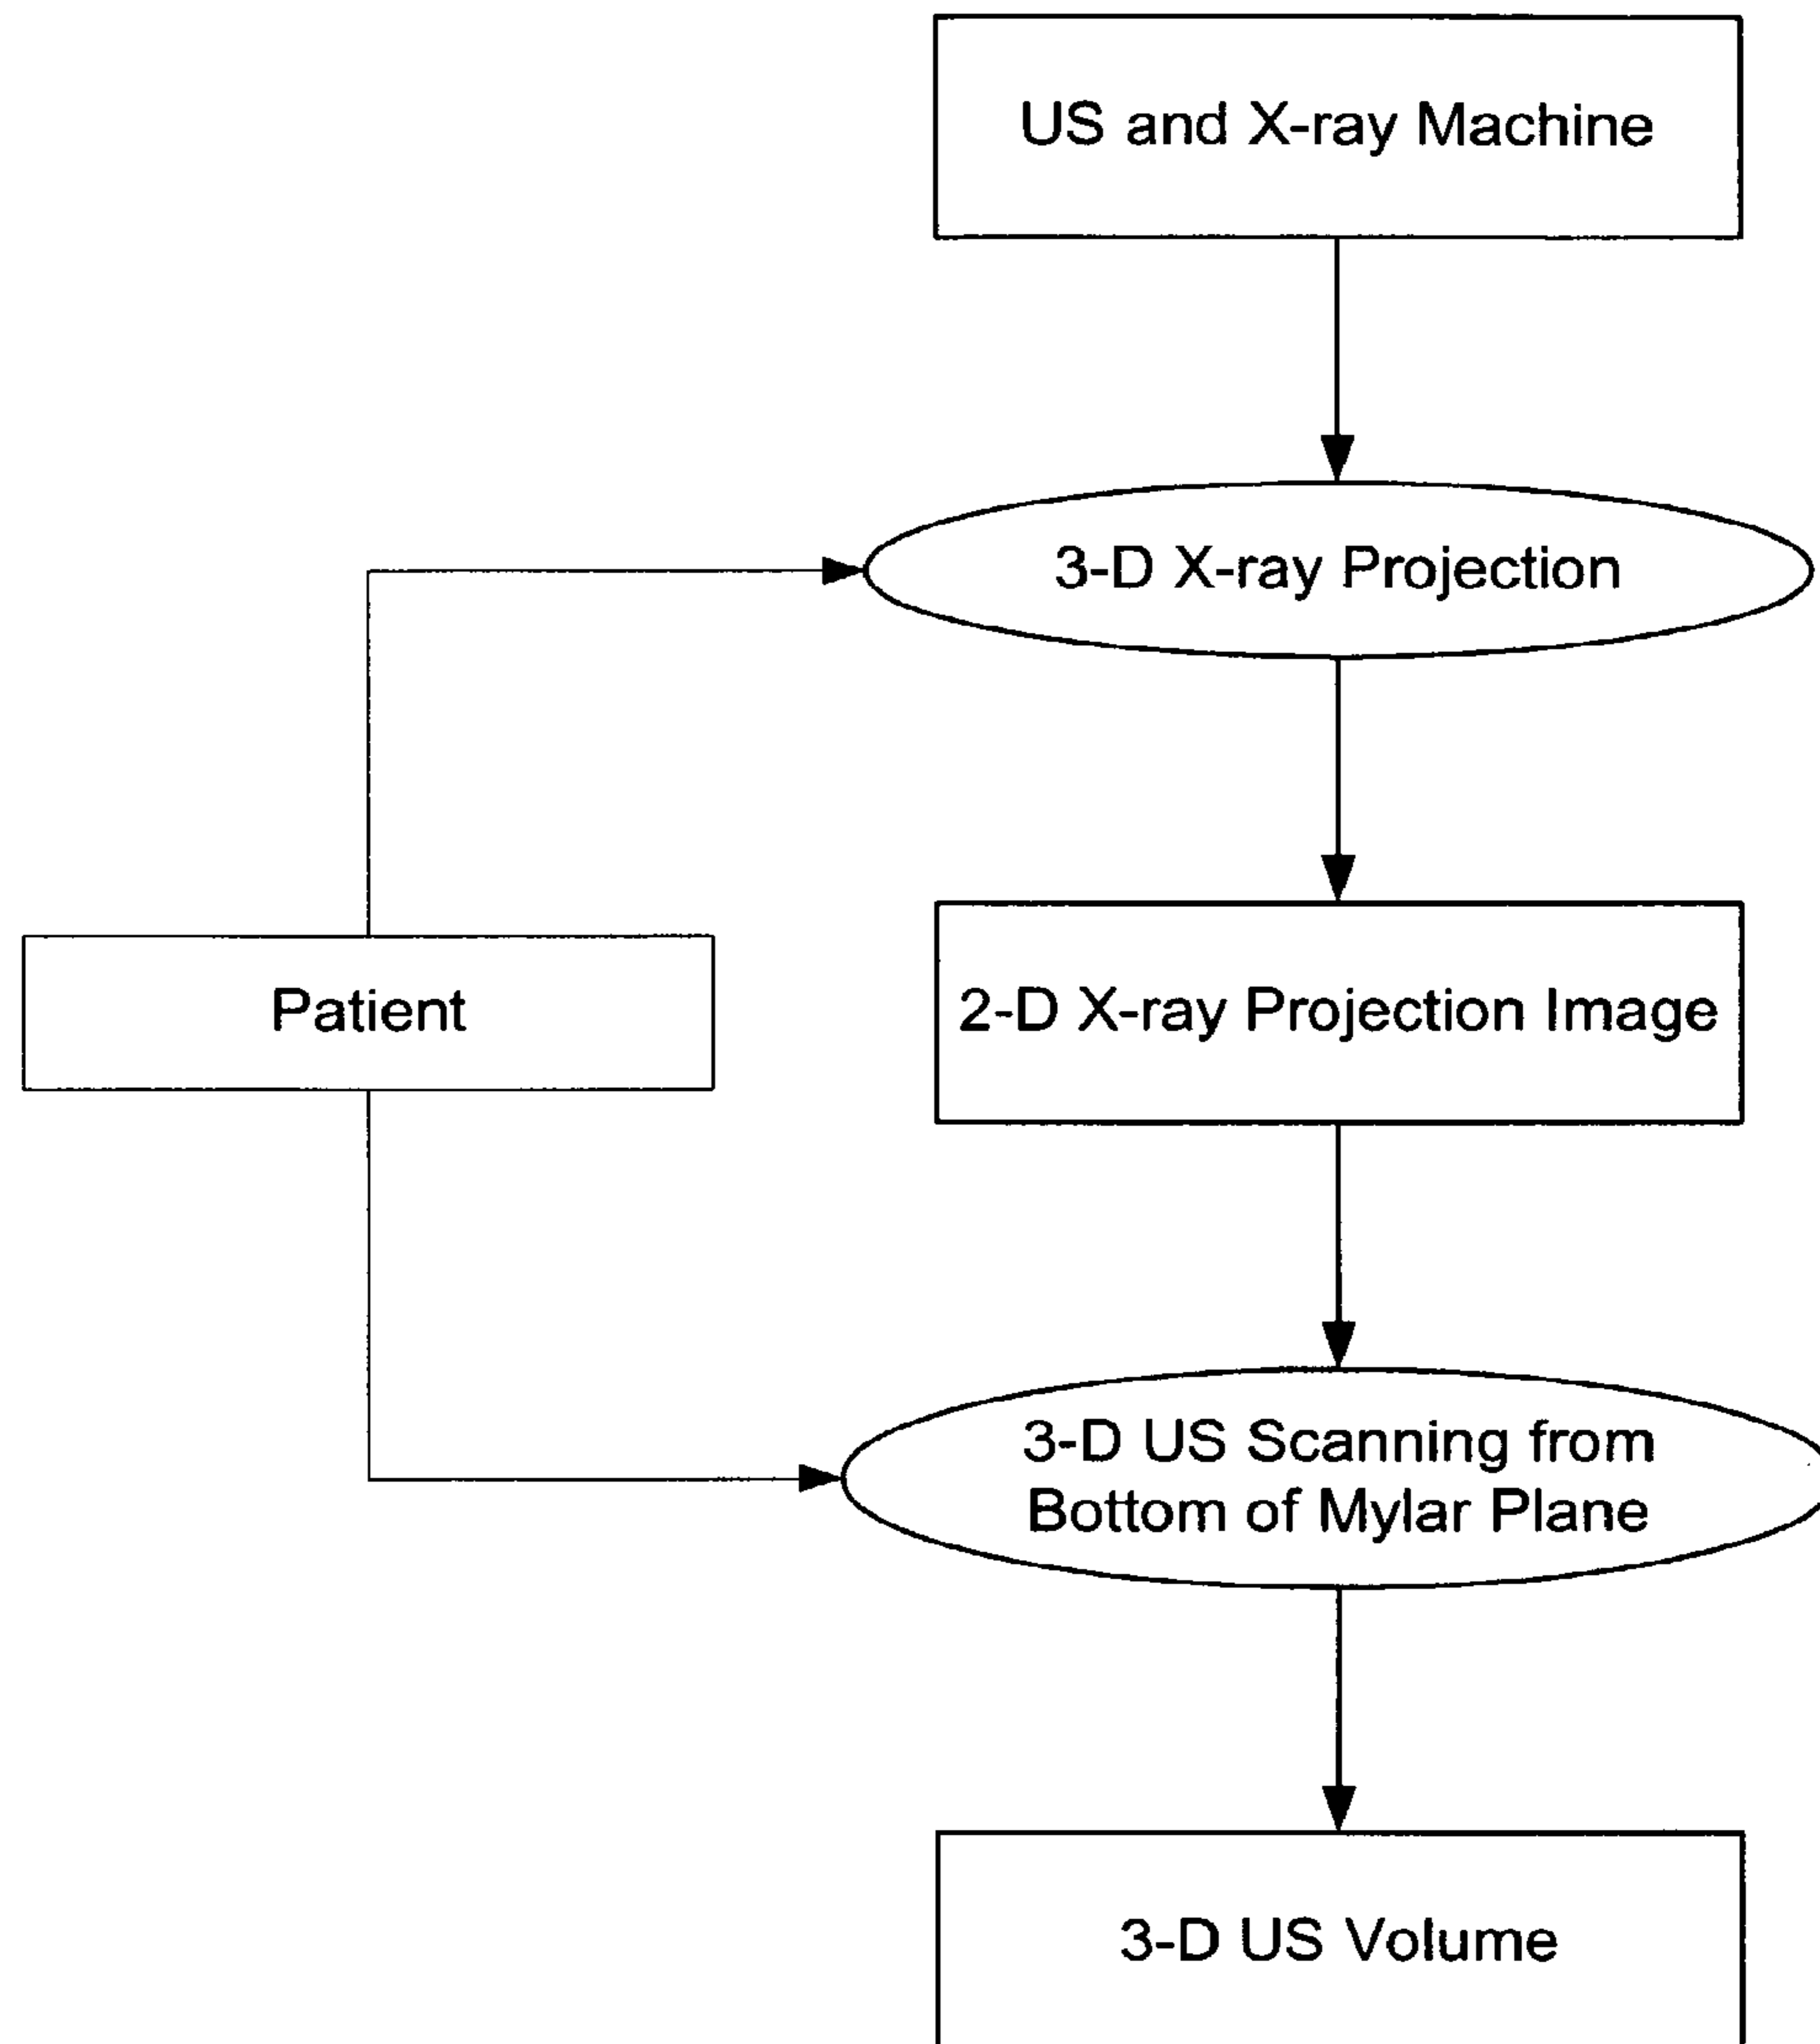 US and X-ray Machine
3-D X-ray Projection
Patient
2-D X-ray Projection Image
3-D US Scanning from
Bottom of Mylar Plane
3-D US Volume